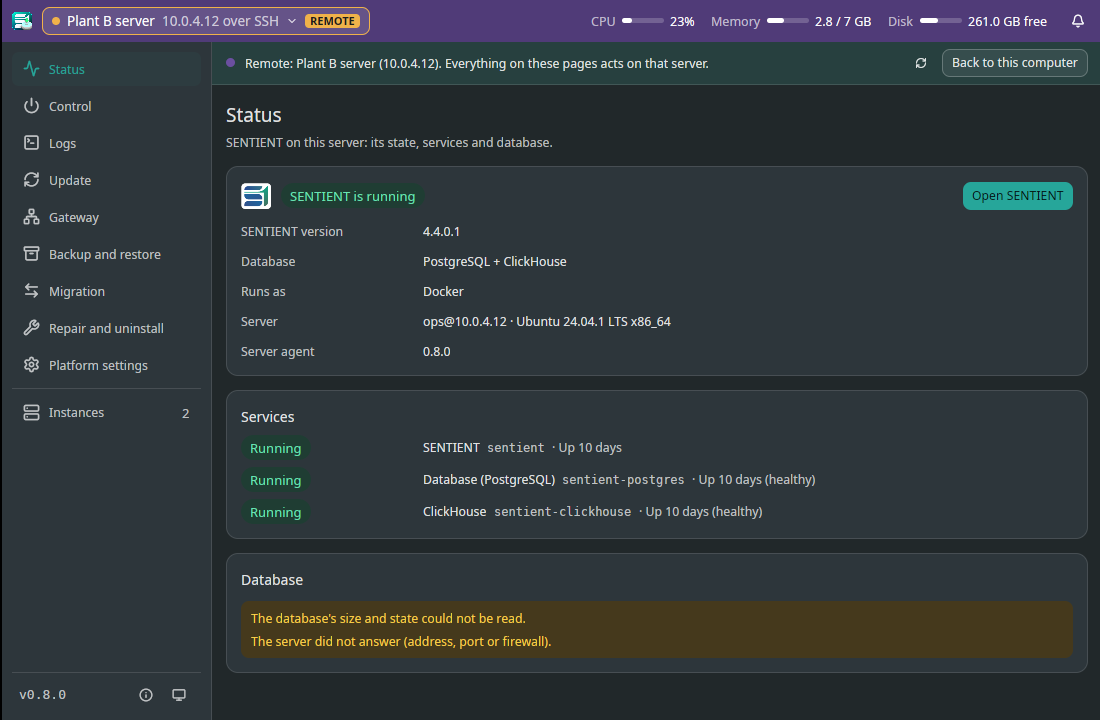 Plant B server 10.0.4.12 over SSH REMOTE
CPU 23% Memory 2.8 / 7 GB Disk 261.0 GB free
Status
Control
Logs
Update
Gateway
Backup and restore
Migration
Repair and uninstall
Platform settings
Instances 2
v0.8.0
Remote: Plant B server (10.0.4.12). Everything on these pages acts on that server.
Back to this computer
Status
SENTIENT on this server: its state, services and database.
SENTIENT is running
Open SENTIENT
SENTIENT version 4.4.0.1
Database PostgreSQL + ClickHouse
Runs as Docker
Server ops@10.0.4.12 · Ubuntu 24.04.1 LTS x86_64
Server agent 0.8.0
Services
Running SENTIENT sentient · Up 10 days
Running Database (PostgreSQL) sentient-postgres · Up 10 days (healthy)
Running ClickHouse sentient-clickhouse · Up 10 days (healthy)
Database
The database's size and state could not be read.
The server did not answer (address, port or firewall).